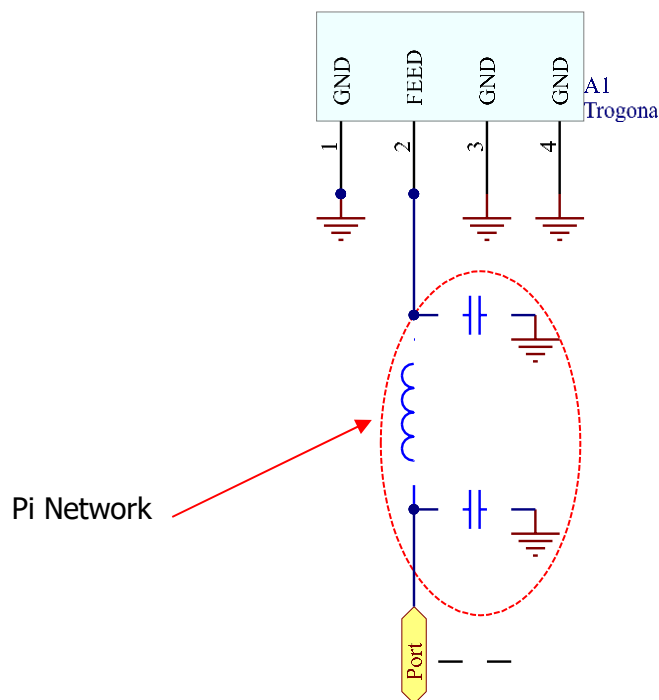 GND
FEED
GND
GND
A1
Trogona
1
2
3
4
Pi Network
Port